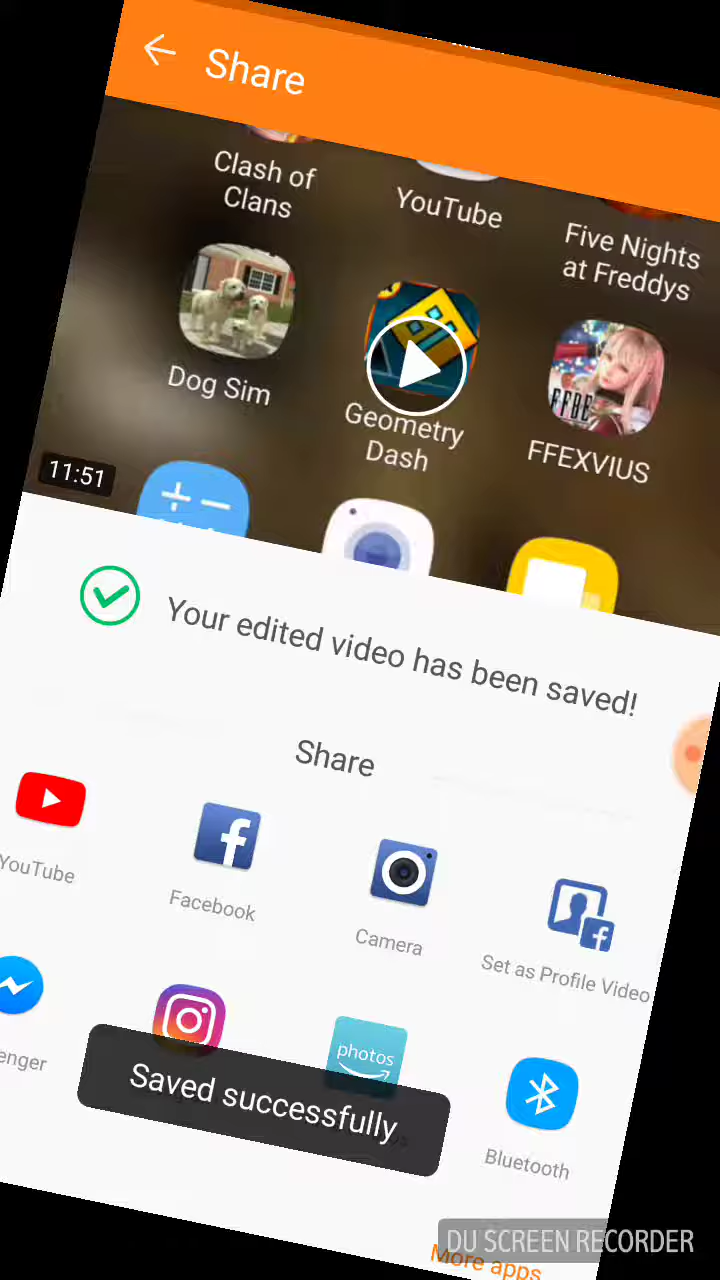 Share
Clash of
Clans
YouTube
Five Nights
at Freddys
Dog Sim
Geometry
Dash
FFBE
FFEXVIUS
11:51
Your edited video has been saved!
Share
YouTube
Facebook
Camera
Set as Profile Video
enger
photos
Saved successfully
Bluetooth
More apps
DU SCREEN RECORDER